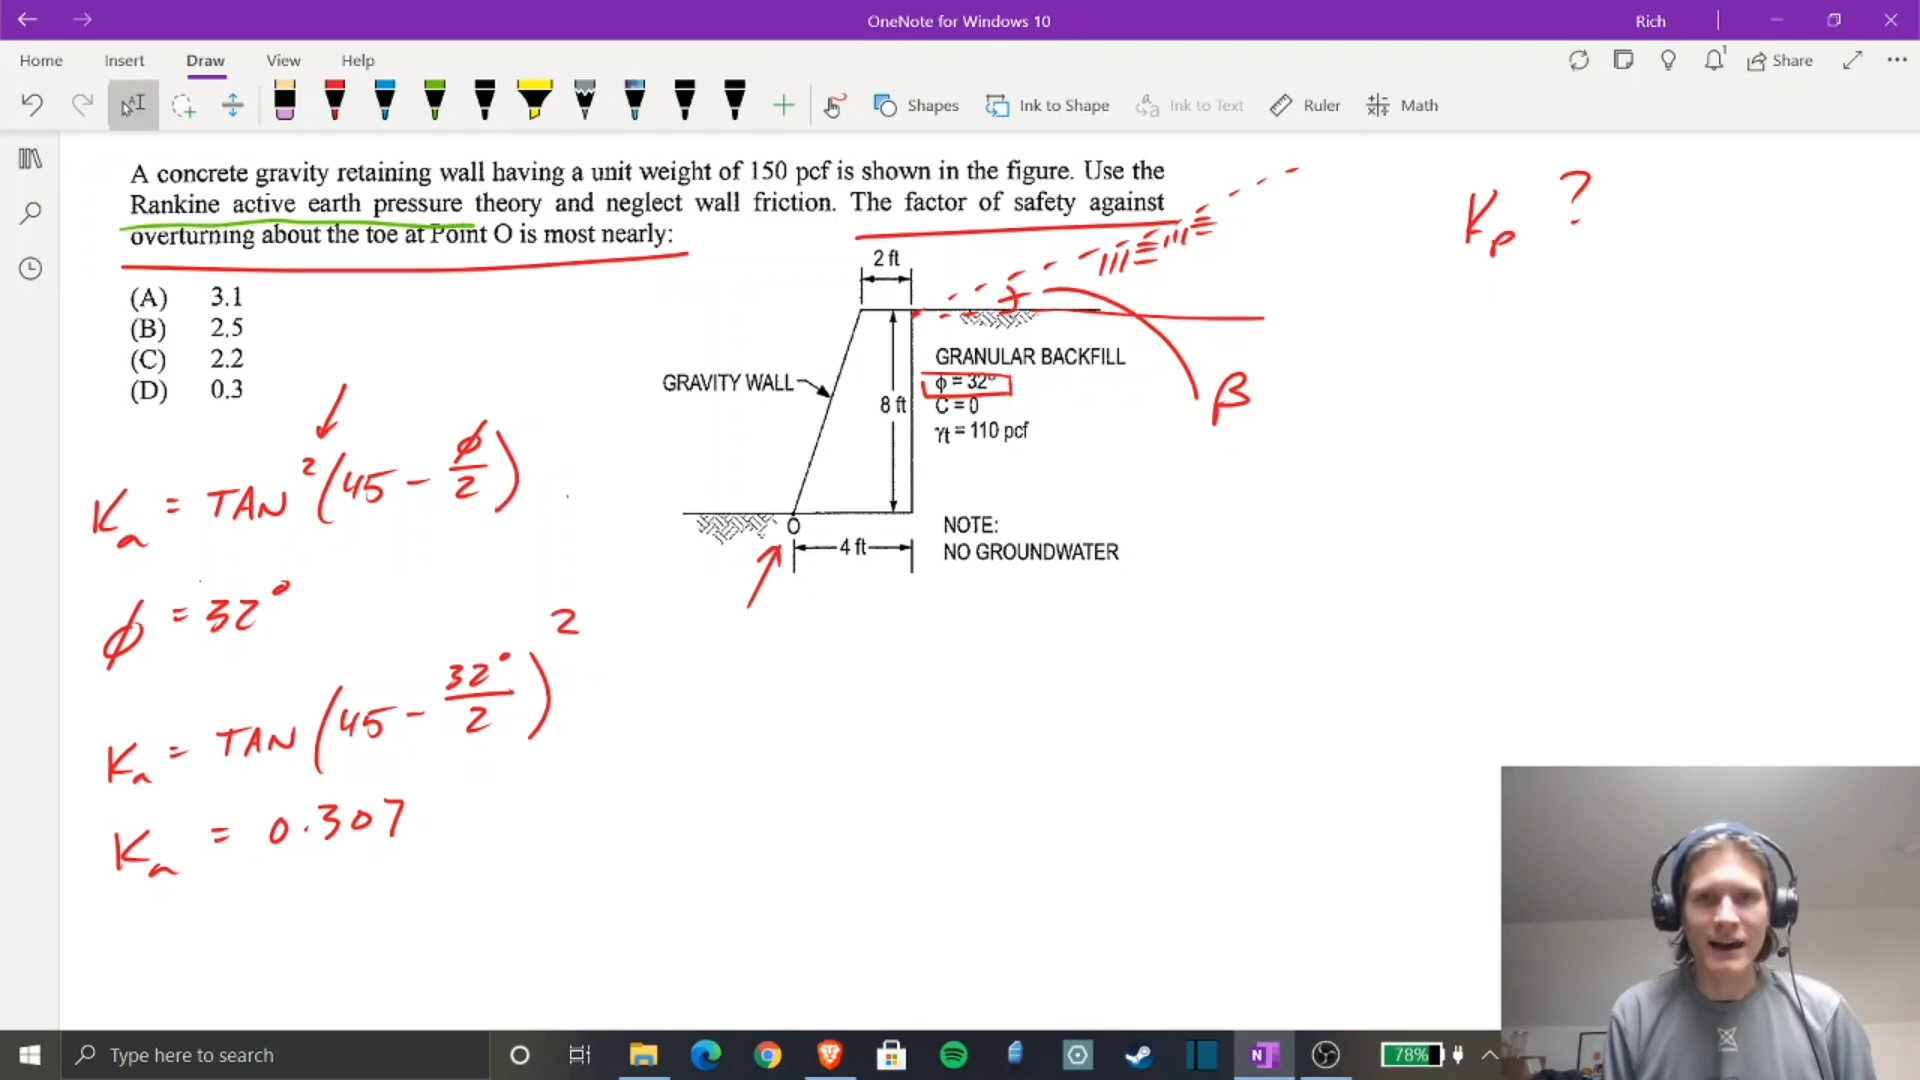 OneNote for Windows 10
Rich
Home Insert Draw View Help
1
Share
Shapes
Ink to Shape
Ink to Text
Ruler
Math
A concrete gravity retaining wall having a unit weight of 150 pcf is shown in the figure. Use the
Rankine active earth pressure theory and neglect wall friction. The factor of safety against
overturning about the toe at Point O is most nearly:
(A) 3.1
(B) 2.5
(C) 2.2
(D) 0.3
Kp ?
2 ft
GRAVITY WALL
8 ft
GRANULAR BACKFILL
ϕ = 32°
C = 0
γt = 110 pcf
β
O
4 ft
NOTE:
NO GROUNDWATER
Ka = TAN²(45 - ϕ/2)
ϕ = 32°
Ka = TAN (45 - 32°/2)²
Ka = 0.307
Type here to search
N
78%